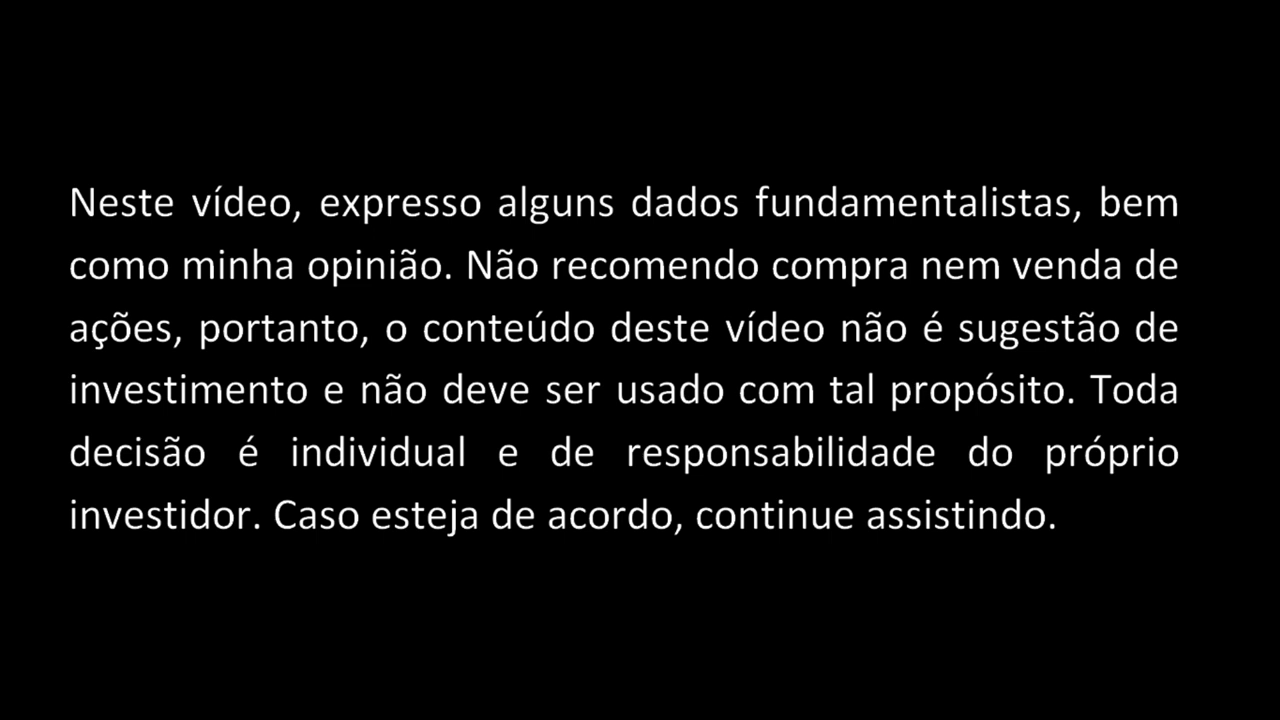 Neste vídeo, expresso alguns dados fundamentalistas, bem
como minha opinião. Não recomendo compra nem venda de
ações, portanto, o conteúdo deste vídeo não é sugestão de
investimento e não deve ser usado com tal propósito. Toda
decisão é individual e de responsabilidade do próprio
investidor. Caso esteja de acordo, continue assistindo.